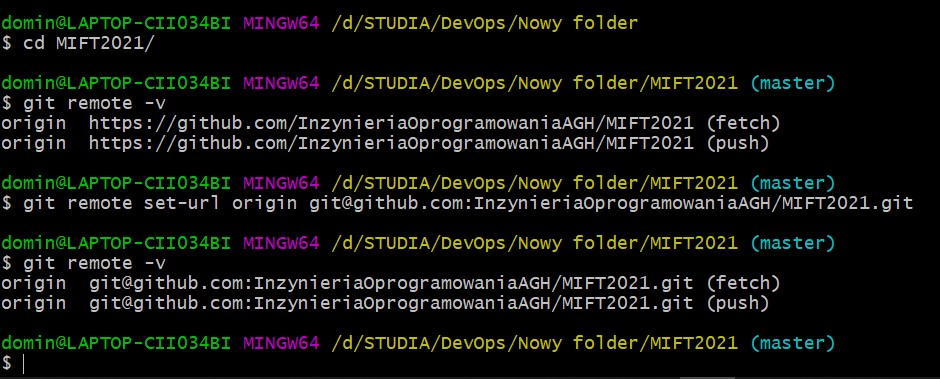 domin@LAPTOP-CII034BI MINGW64 /d/STUDIA/DevOps/Nowy folder
$ cd MIFT2021/
domin@LAPTOP-CII034BI MINGW64 /d/STUDIA/DevOps/Nowy folder/MIFT2021 (master)
$ git remote -v
origin  https://github.com/InzynieriaOprogramowaniaAGH/MIFT2021 (fetch)
origin  https://github.com/InzynieriaOprogramowaniaAGH/MIFT2021 (push)
domin@LAPTOP-CII034BI MINGW64 /d/STUDIA/DevOps/Nowy folder/MIFT2021 (master)
$ git remote set-url origin git@github.com:InzynieriaOprogramowaniaAGH/MIFT2021.git
domin@LAPTOP-CII034BI MINGW64 /d/STUDIA/DevOps/Nowy folder/MIFT2021 (master)
$ git remote -v
origin  git@github.com:InzynieriaOprogramowaniaAGH/MIFT2021.git (fetch)
origin  git@github.com:InzynieriaOprogramowaniaAGH/MIFT2021.git (push)
domin@LAPTOP-CII034BI MINGW64 /d/STUDIA/DevOps/Nowy folder/MIFT2021 (master)
$